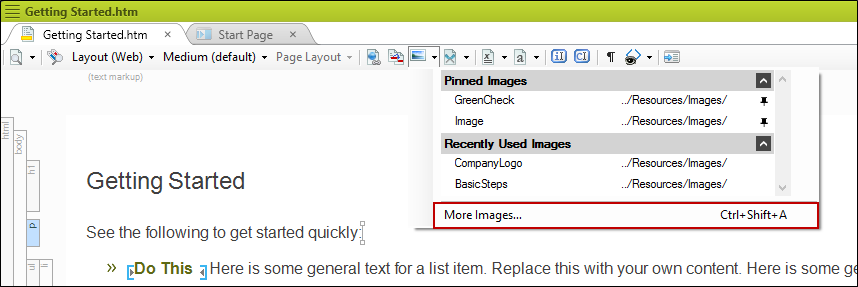 Getting Started.htm
Getting Started.htm × Start Page ×
Layout (Web) Medium (default) Page Layout x a iI CI ¶
(text markup)
Pinned Images
GreenCheck ../Resources/Images/
Image ../Resources/Images/
Recently Used Images
CompanyLogo ../Resources/Images/
BasicSteps ../Resources/Images/
More Images... Ctrl+Shift+A
html
body
h1
Getting Started
p
See the following to get started quickly:
ul
li
» Do This Here is some general text for a list item. Replace this with your own content. Here is some ge